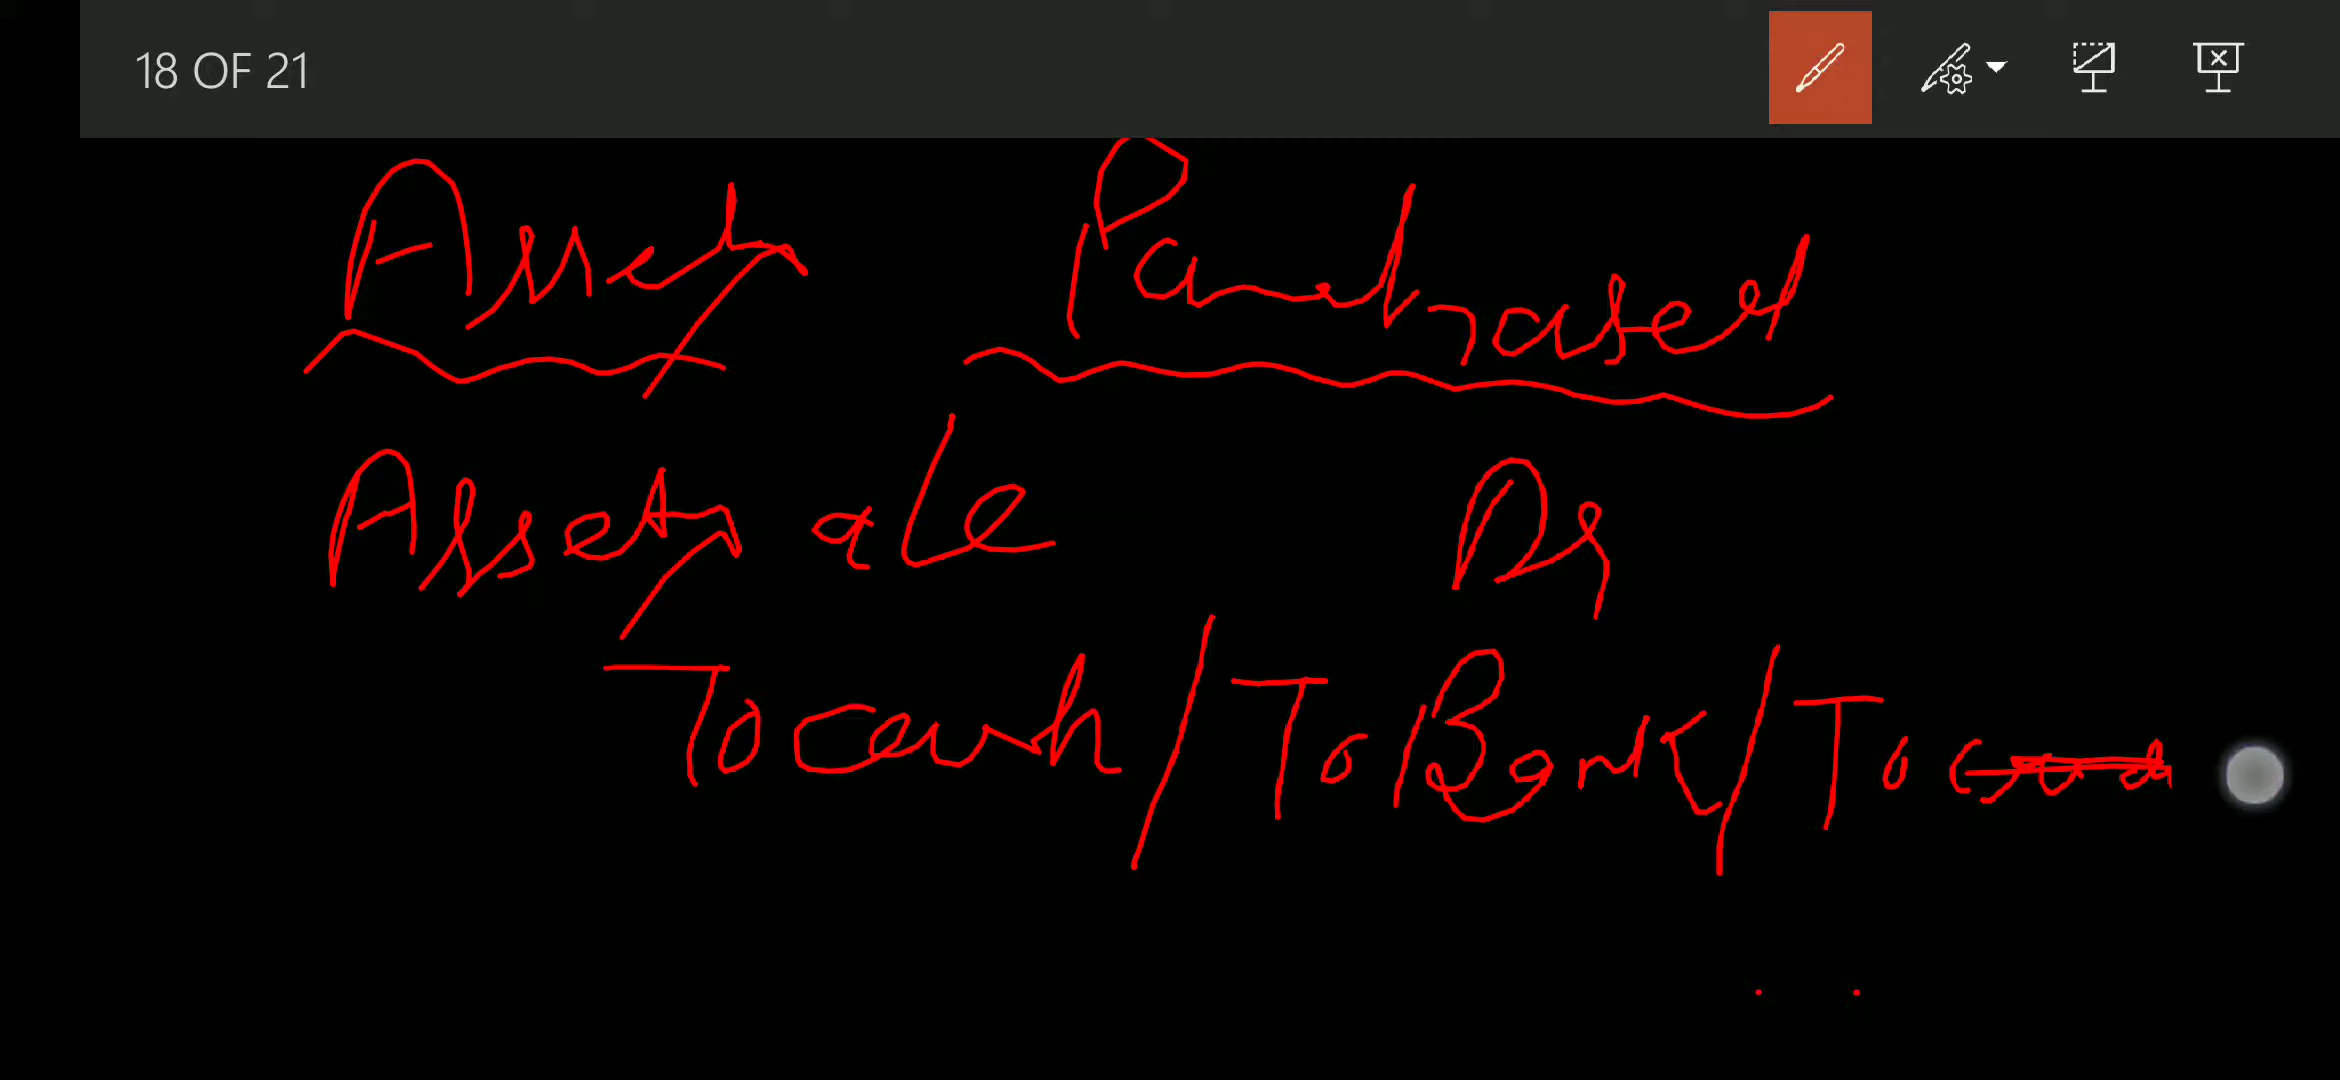 18 OF 21
Assets Purchased
Assets a/c Dr
To cash / To Bank / To